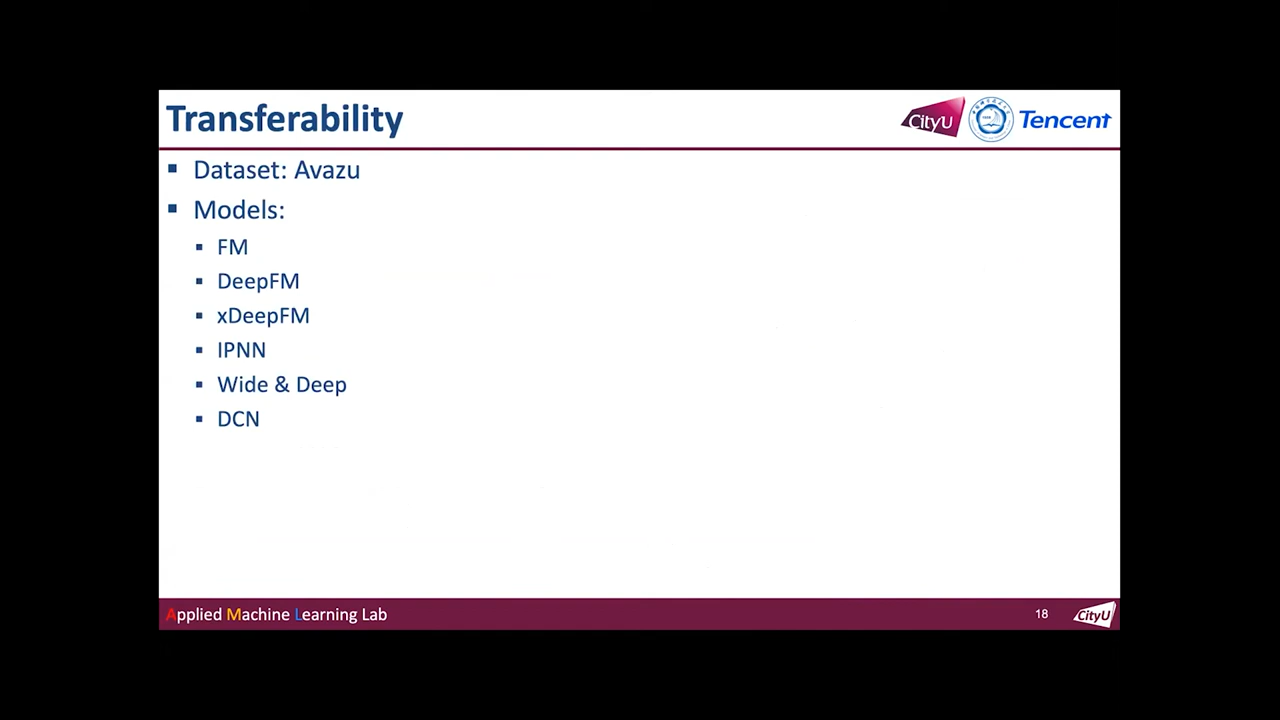 Transferability
CityU
Tencent
Dataset: Avazu
Models:
FM
DeepFM
xDeepFM
IPNN
Wide & Deep
DCN
Applied Machine Learning Lab
18
CityU